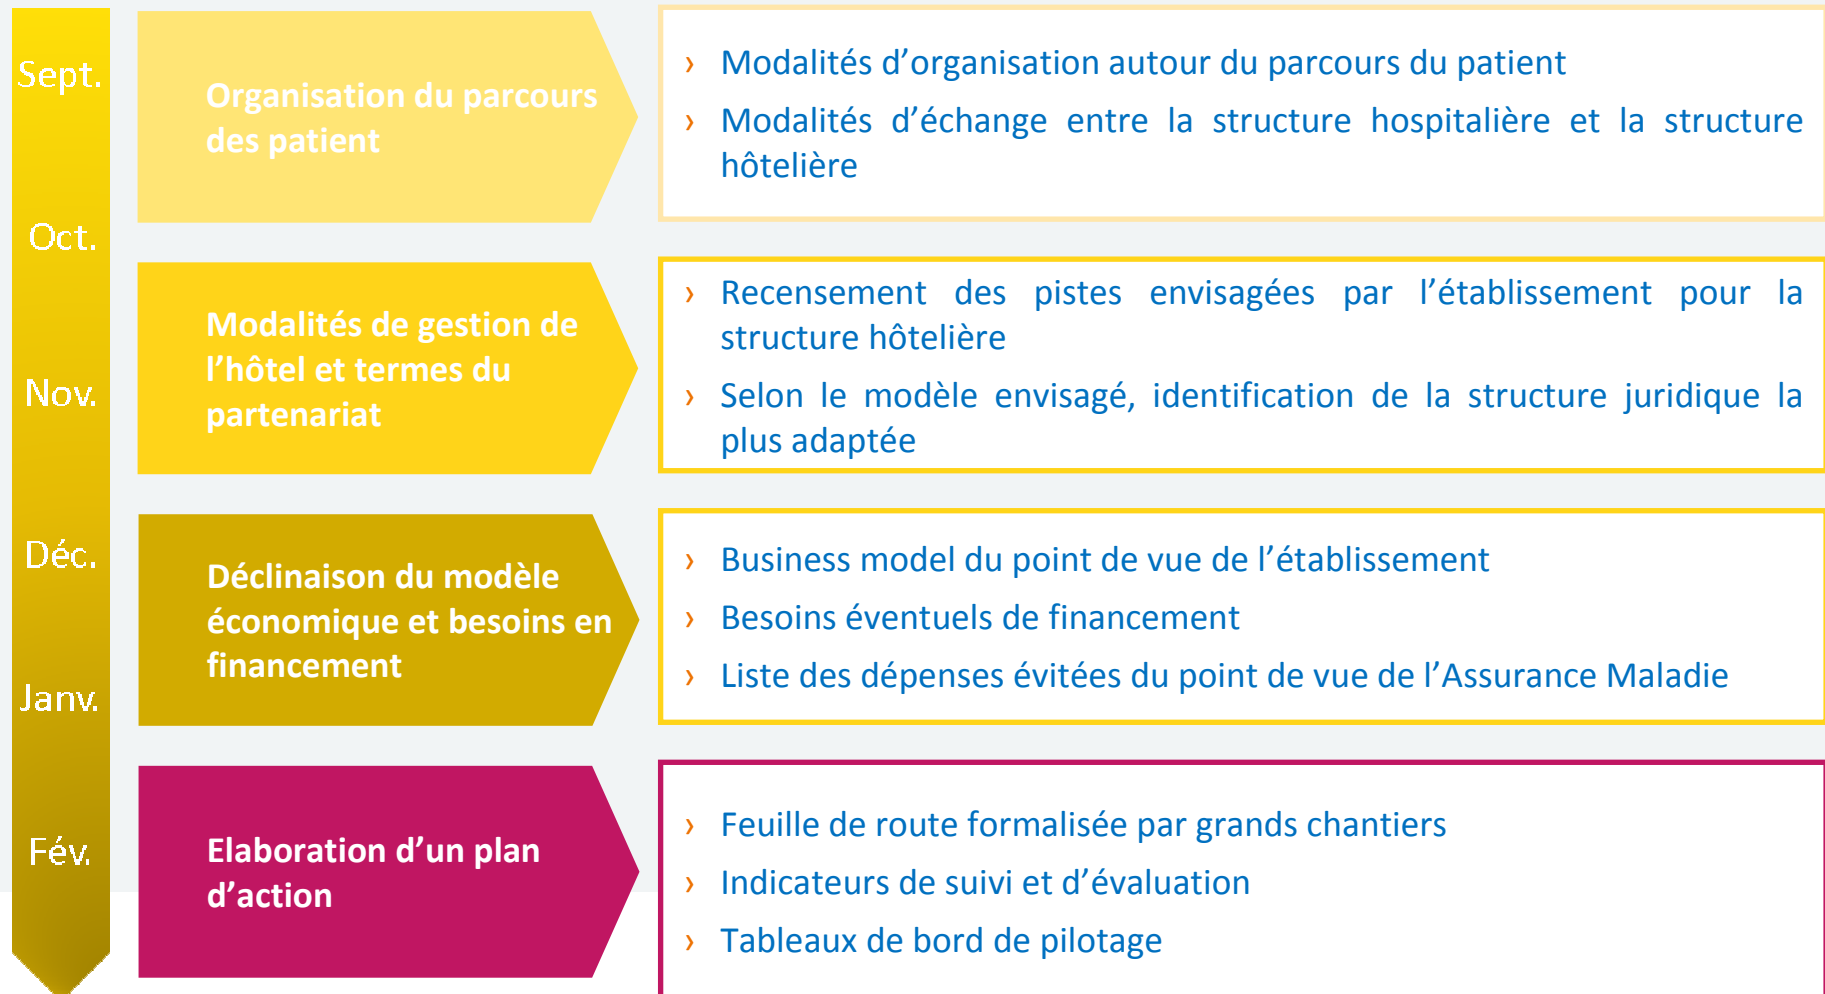 Sept.
Organisation du parcours
des patient
› Modalités d’organisation autour du parcours du patient
› Modalités d’échange entre la structure hospitalière et la structure
hôtelière
Oct.
Modalités de gestion de
l’hôtel et termes du
partenariat
› Recensement des pistes envisagées par l’établissement pour la
structure hôtelière
› Selon le modèle envisagé, identification de la structure juridique la
plus adaptée
Nov.
Déc.
Déclinaison du modèle
économique et besoins en
financement
› Business model du point de vue de l’établissement
› Besoins éventuels de financement
› Liste des dépenses évitées du point de vue de l’Assurance Maladie
Janv.
Fév.
Elaboration d’un plan
d’action
› Feuille de route formalisée par grands chantiers
› Indicateurs de suivi et d’évaluation
› Tableaux de bord de pilotage